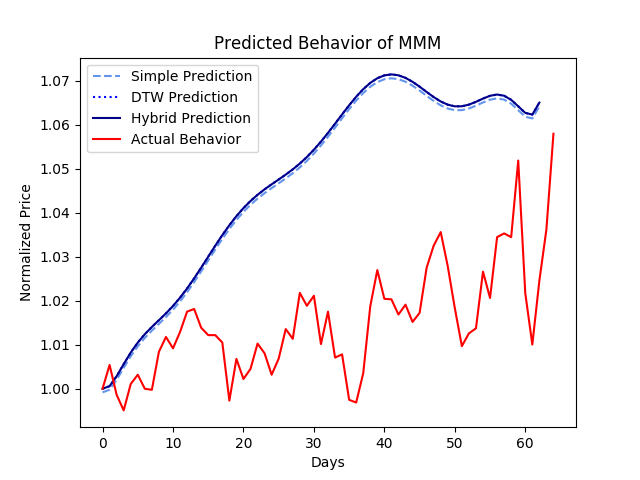 Predicted Behavior of MMM
Simple Prediction
DTW Prediction
Hybrid Prediction
Actual Behavior
1.07
1.06
1.05
1.04
1.03
1.02
1.01
1.00
Normalized Price
0 10 20 30 40 50 60
Days